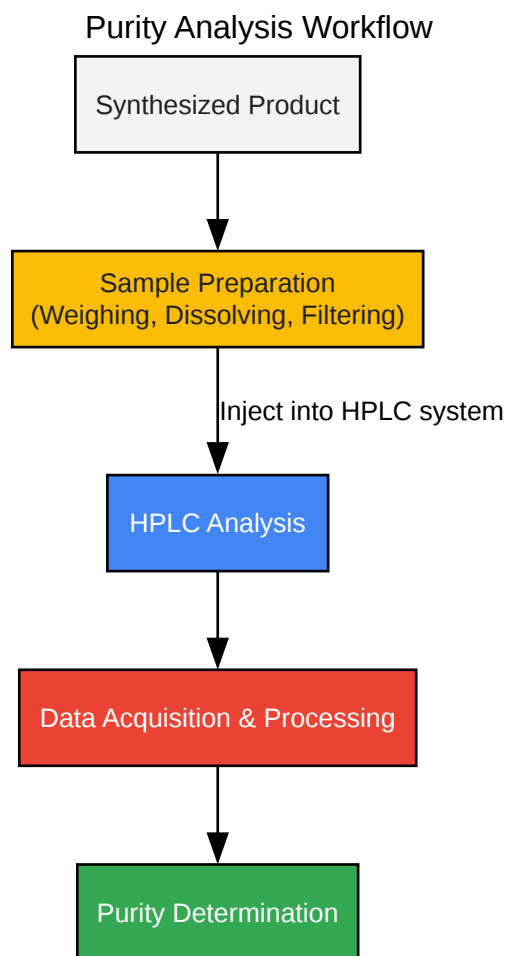 Purity Analysis Workflow
Synthesized Product
Sample Preparation
(Weighing, Dissolving, Filtering)
Inject into HPLC system
HPLC Analysis
Data Acquisition & Processing
Purity Determination